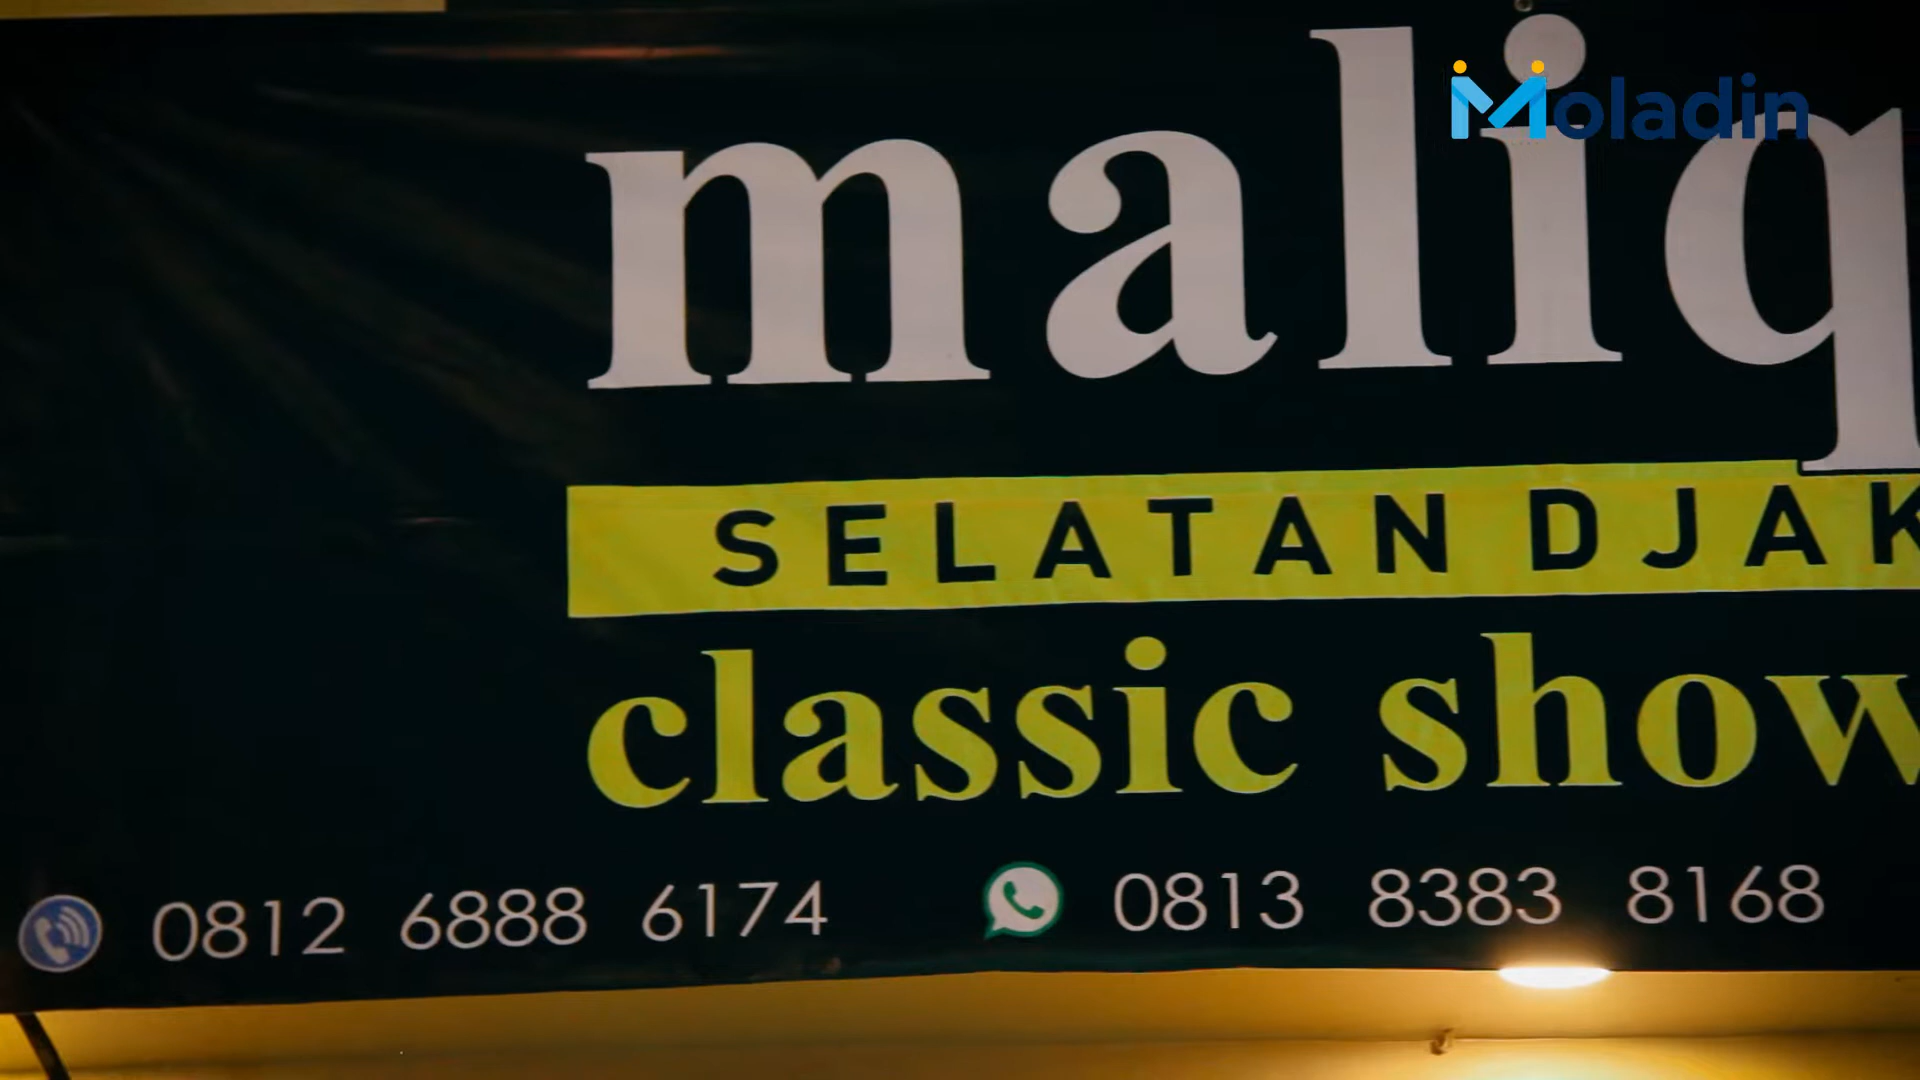 Moladin
maliq
SELATAN DJAK
classic show
0812 6888 6174
0813 8383 8168